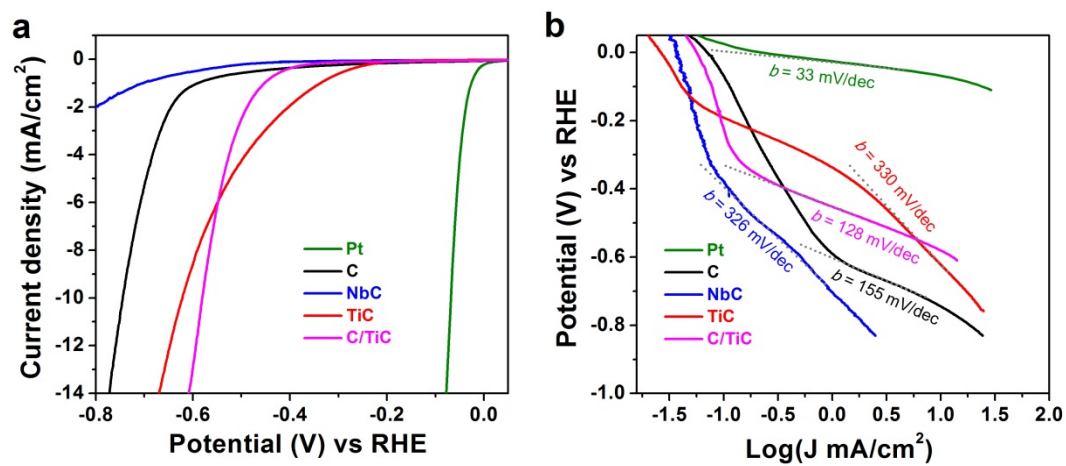 a
Current density (mA/cm²)
0
-2
-4
-6
-8
-10
-12
-14
-0.8
-0.6
-0.4
-0.2
0.0
Potential (V) vs RHE
Pt
C
NbC
TiC
C/TiC
b
Potential (V) vs RHE
0.0
-0.2
-0.4
-0.6
-0.8
-1.0
-1.5
-1.0
-0.5
0.0
0.5
1.0
1.5
2.0
Log(J mA/cm²)
b = 33 mV/dec
b = 330 mV/dec
b = 128 mV/dec
b = 326 mV/dec
b = 155 mV/dec
Pt
C
NbC
TiC
C/TiC